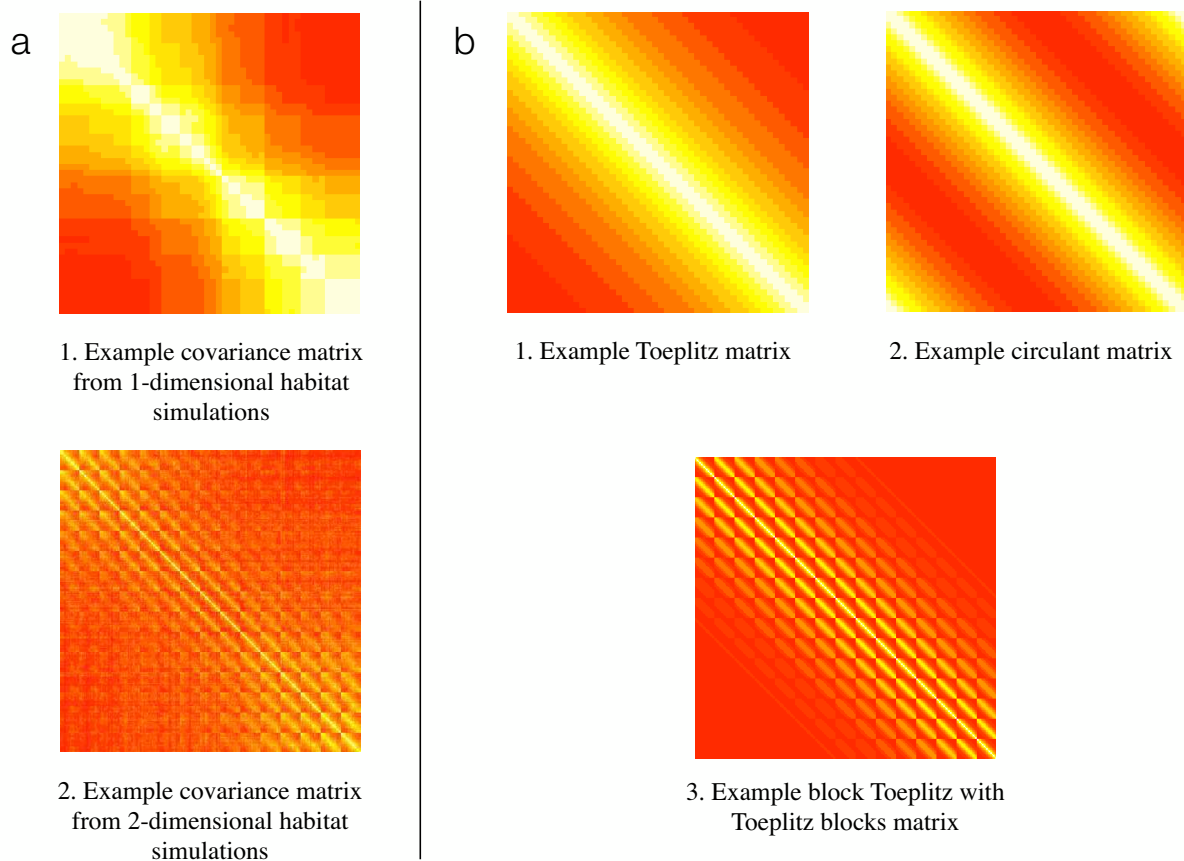 a
1. Example covariance matrix
from 1-dimensional habitat
simulations
2. Example covariance matrix
from 2-dimensional habitat
simulations
b
1. Example Toeplitz matrix
2. Example circulant matrix
3. Example block Toeplitz with
Toeplitz blocks matrix